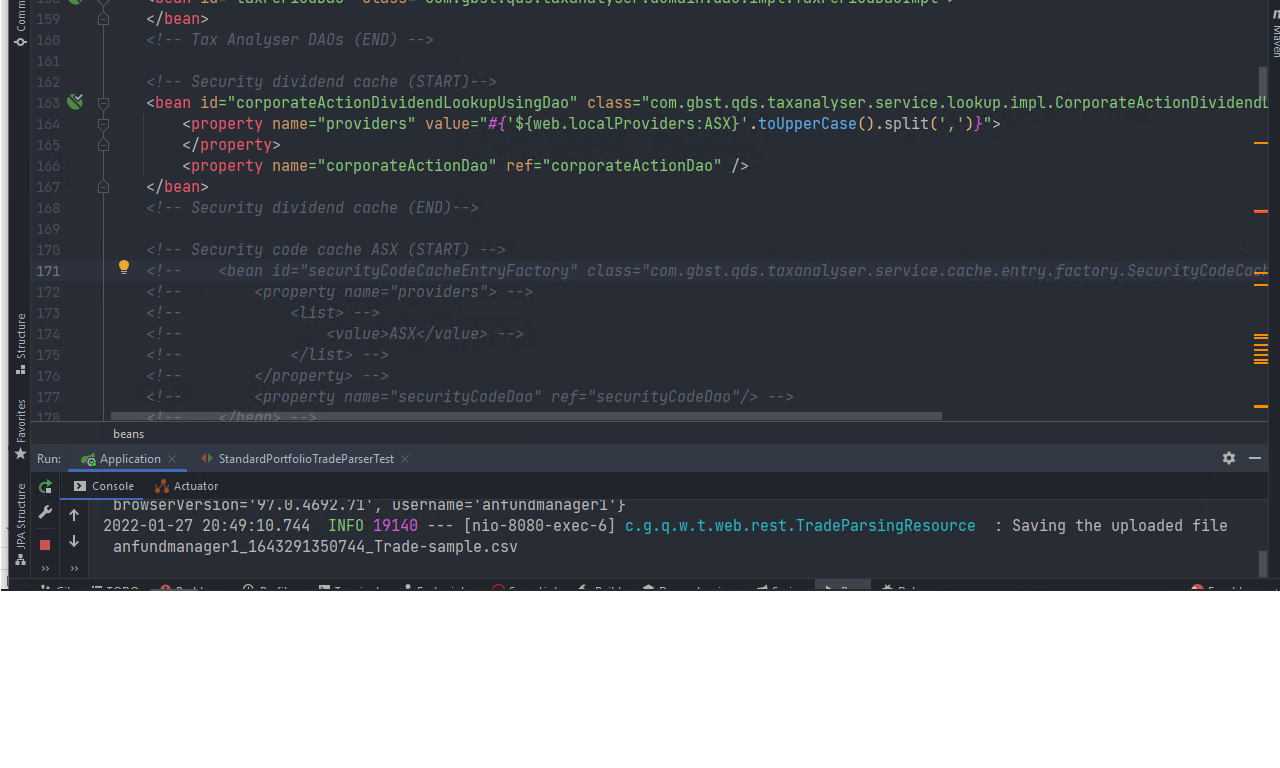 Maven
159 </bean>
160 <!-- Tax Analyser DAOs (END) -->
161
162 <!-- Security dividend cache (START)-->
163 <bean id="corporateActionDividendLookupUsingDao" class="com.gbst.qds.taxanalyser.service.lookup.impl.CorporateActionDividendL
164 <property name="providers" value="#{'${web.localProviders:ASX}'.toUpperCase().split(',')}">
165 </property>
166 <property name="corporateActionDao" ref="corporateActionDao" />
167 </bean>
168 <!-- Security dividend cache (END)-->
169
170 <!-- Security code cache ASX (START) -->
171 <!-- <bean id="securityCodeCacheEntryFactory" class="com.gbst.qds.taxanalyser.service.cache.entry.factory.SecurityCodeCach
172 <!-- <property name="providers"> -->
173 <!-- <list> -->
174 <!-- <value>ASX</value> -->
175 <!-- </list> -->
176 <!-- </property> -->
177 <!-- <property name="securityCodeDao" ref="securityCodeDao"/> -->
178 <!-- </bean> -->
Structure
Favorites
JPA Structure
beans
Run: Application StandardPortfolioTradeParserTest
Console Actuator
browserVersion='97.0.4692.71', username='anfundmanager1'}
2022-01-27 20:49:10.744 INFO 19140 --- [nio-8080-exec-6] c.g.q.w.t.web.rest.TradeParsingResource : Saving the uploaded file
anfundmanager1_1643291350744_Trade-sample.csv